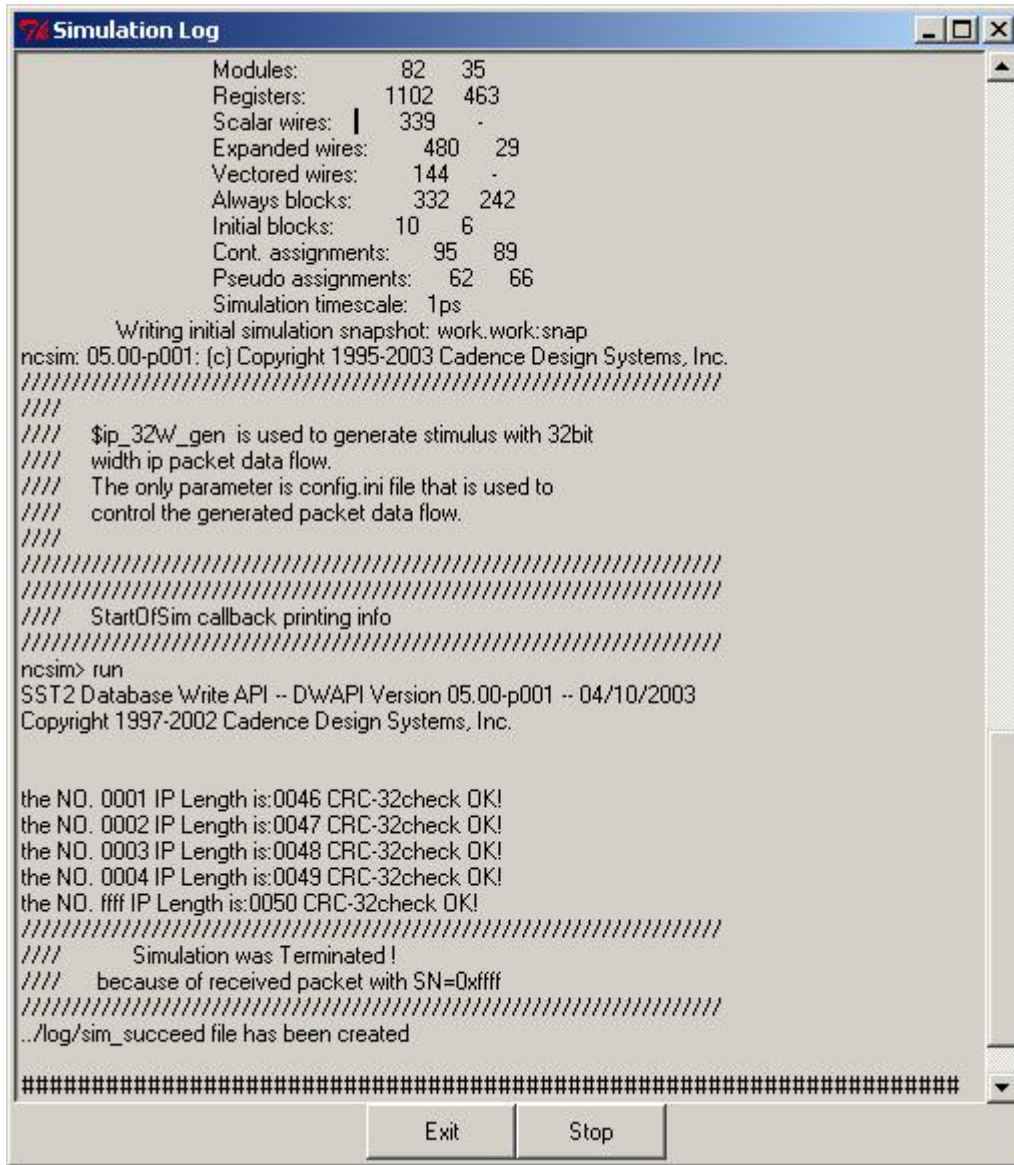 Simulation Log
Modules: 82 35
Registers: 1102 463
Scalar wires: 339 -
Expanded wires: 480 29
Vectored wires: 144 -
Always blocks: 332 242
Initial blocks: 10 6
Cont. assignments: 95 89
Pseudo assignments: 62 66
Simulation timescale: 1ps
Writing initial simulation snapshot: work.work:snap
ncsim: 05.00-p001: (c) Copyright 1995-2003 Cadence Design Systems, Inc.
//////////////////////////////////////////////////////////////////////
////
//// $ip_32W_gen is used to generate stimulus with 32bit
//// width ip packet data flow.
//// The only parameter is config.ini file that is used to
//// control the generated packet data flow.
////
//////////////////////////////////////////////////////////////////////
//////////////////////////////////////////////////////////////////////
//// StartOfSim callback printing info
//////////////////////////////////////////////////////////////////////
ncsim> run
SST2 Database Write API -- DWAPI Version 05.00-p001 -- 04/10/2003
Copyright 1997-2002 Cadence Design Systems, Inc.
the NO. 0001 IP Length is:0046 CRC-32check OK!
the NO. 0002 IP Length is:0047 CRC-32check OK!
the NO. 0003 IP Length is:0048 CRC-32check OK!
the NO. 0004 IP Length is:0049 CRC-32check OK!
the NO. ffff IP Length is:0050 CRC-32check OK!
//////////////////////////////////////////////////////////////////////
//// Simulation was Terminated !
//// because of received packet with SN=0xffff
//////////////////////////////////////////////////////////////////////
../log/sim_succeed file has been created
###################################################################
Exit Stop